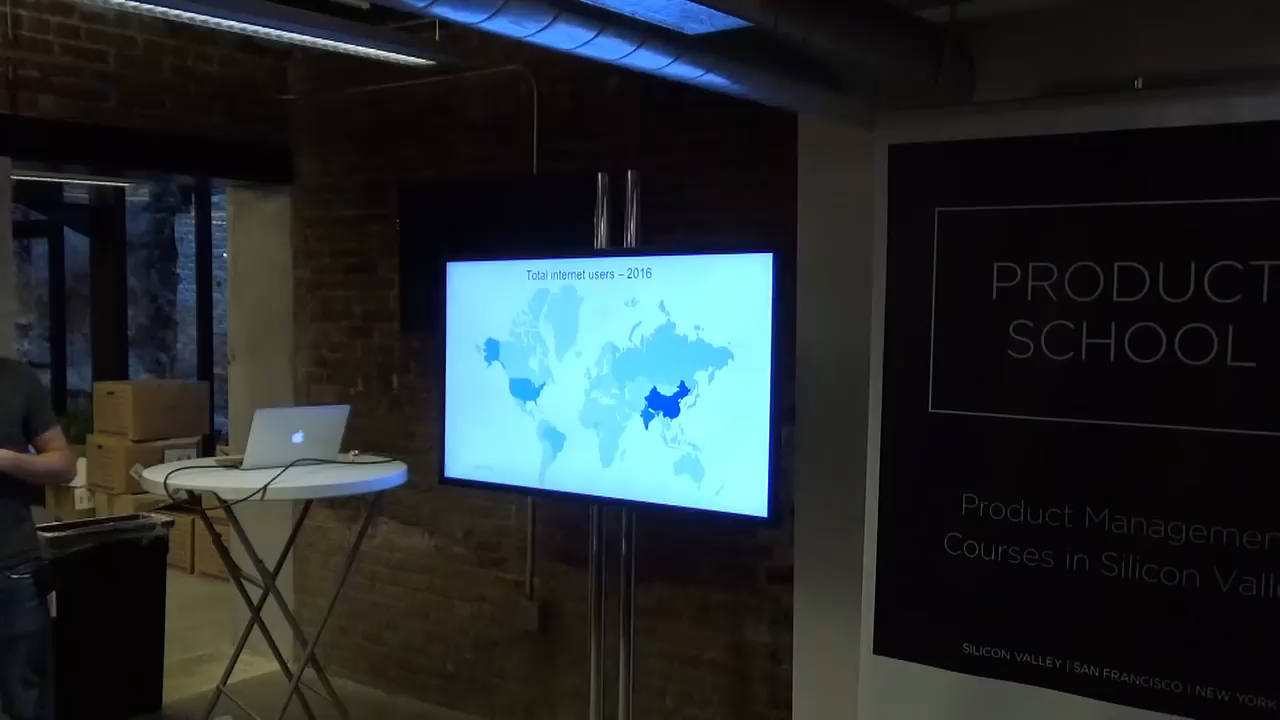 Total internet users – 2016
PRODUCT
SCHOOL
Product Managemen
Courses in Silicon Vall
SILICON VALLEY | SAN FRANCISCO | NEW YORK